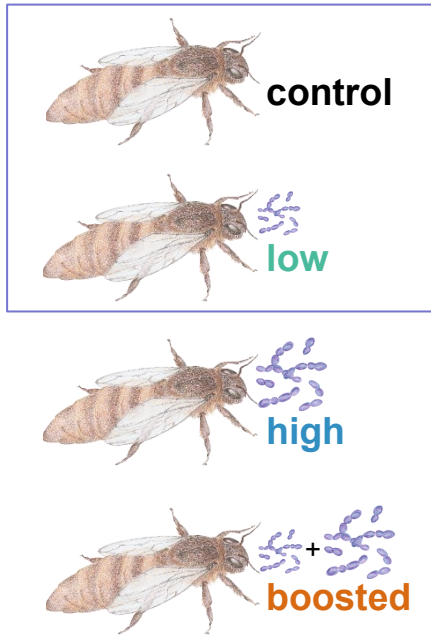 control
low
high
+
boosted